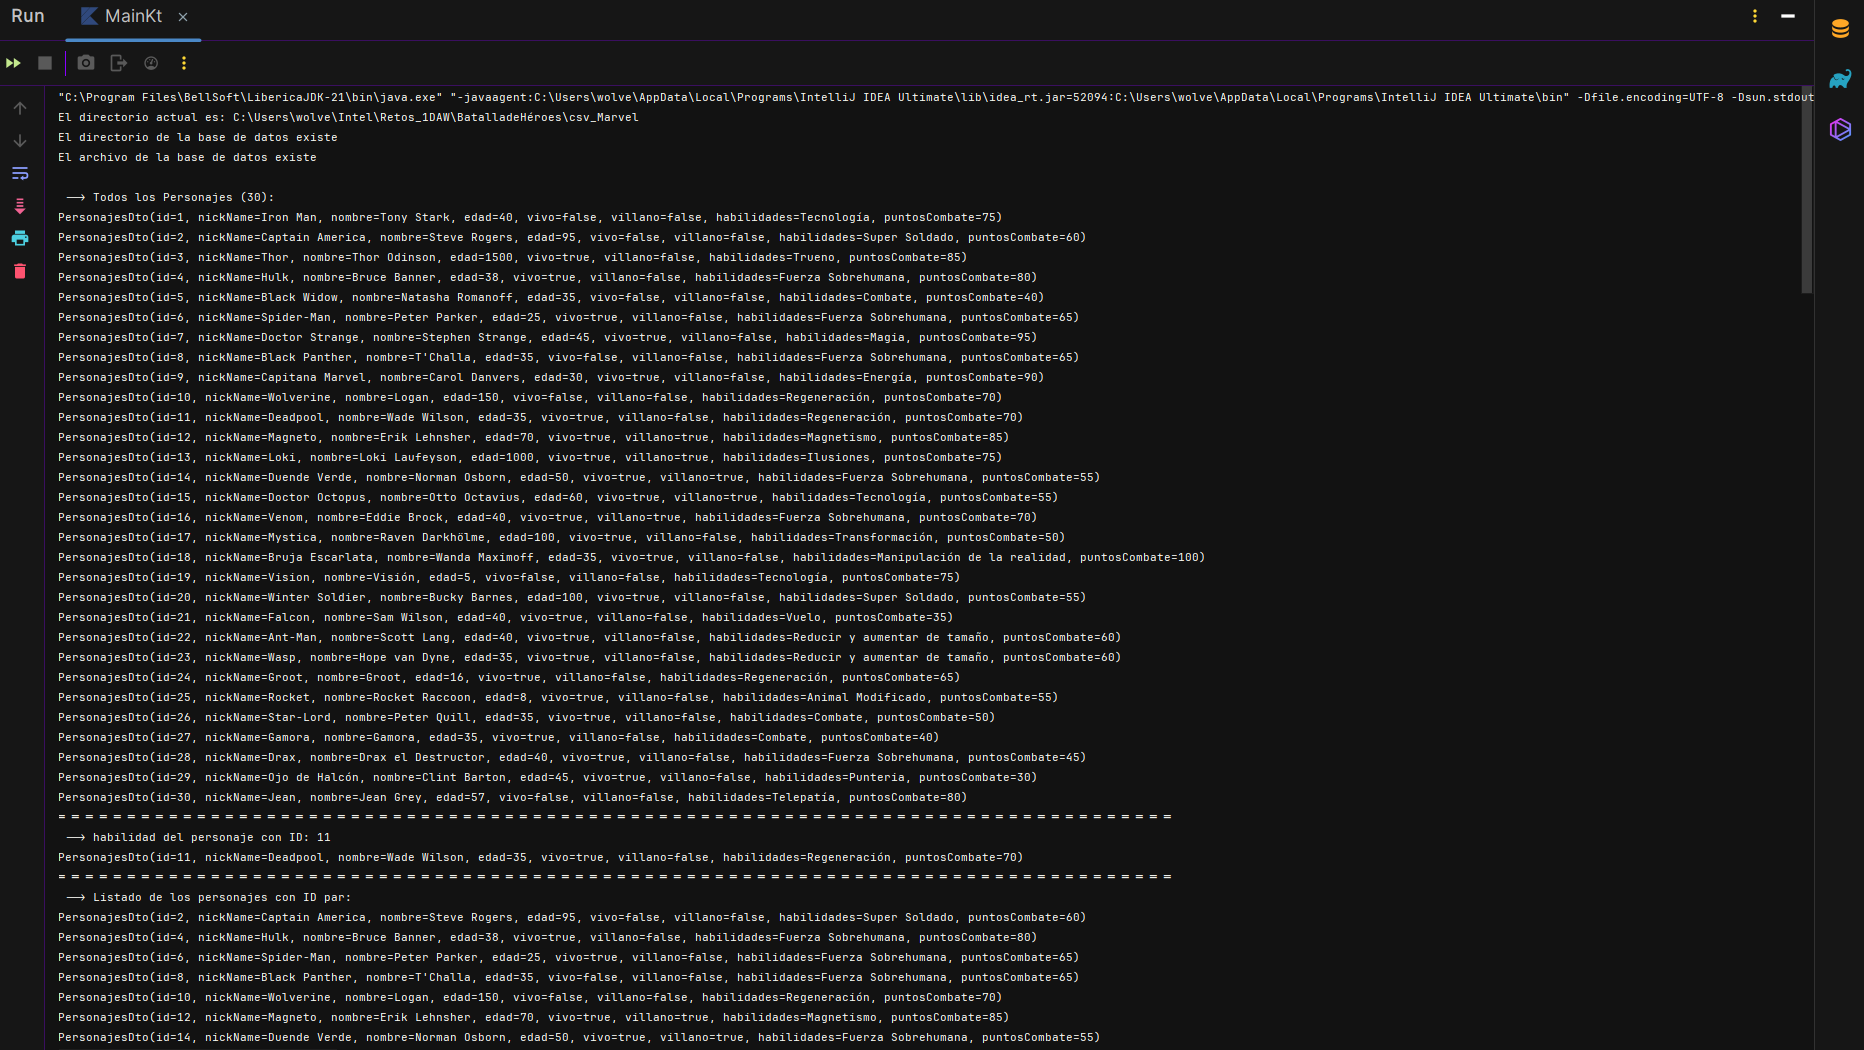 Run MainKt
"C:\Program Files\BellSoft\LibericaJDK-21\bin\java.exe" "-javaagent:C:\Users\wolve\AppData\Local\Programs\IntelliJ IDEA Ultimate\lib\idea_rt.jar=52094:C:\Users\wolve\AppData\Local\Programs\IntelliJ IDEA Ultimate\bin" -Dfile.encoding=UTF-8 -Dsun.stdout
El directorio actual es: C:\Users\wolve\Intel\Retos_1DAW\BatalladeHéroes\csv_Marvel
El directorio de la base de datos existe
El archivo de la base de datos existe
--> Todos los Personajes (30):
PersonajesDto(id=1, nickName=Iron Man, nombre=Tony Stark, edad=40, vivo=false, villano=false, habilidades=Tecnología, puntosCombate=75)
PersonajesDto(id=2, nickName=Captain America, nombre=Steve Rogers, edad=95, vivo=false, villano=false, habilidades=Super Soldado, puntosCombate=60)
PersonajesDto(id=3, nickName=Thor, nombre=Thor Odinson, edad=1500, vivo=true, villano=false, habilidades=Trueno, puntosCombate=85)
PersonajesDto(id=4, nickName=Hulk, nombre=Bruce Banner, edad=38, vivo=true, villano=false, habilidades=Fuerza Sobrehumana, puntosCombate=80)
PersonajesDto(id=5, nickName=Black Widow, nombre=Natasha Romanoff, edad=35, vivo=false, villano=false, habilidades=Combate, puntosCombate=40)
PersonajesDto(id=6, nickName=Spider-Man, nombre=Peter Parker, edad=25, vivo=true, villano=false, habilidades=Fuerza Sobrehumana, puntosCombate=65)
PersonajesDto(id=7, nickName=Doctor Strange, nombre=Stephen Strange, edad=45, vivo=true, villano=false, habilidades=Magia, puntosCombate=95)
PersonajesDto(id=8, nickName=Black Panther, nombre=T'Challa, edad=35, vivo=false, villano=false, habilidades=Fuerza Sobrehumana, puntosCombate=65)
PersonajesDto(id=9, nickName=Capitana Marvel, nombre=Carol Danvers, edad=30, vivo=true, villano=false, habilidades=Energía, puntosCombate=90)
PersonajesDto(id=10, nickName=Wolverine, nombre=Logan, edad=150, vivo=false, villano=false, habilidades=Regeneración, puntosCombate=70)
PersonajesDto(id=11, nickName=Deadpool, nombre=Wade Wilson, edad=35, vivo=true, villano=false, habilidades=Regeneración, puntosCombate=70)
PersonajesDto(id=12, nickName=Magneto, nombre=Erik Lehnsher, edad=70, vivo=true, villano=true, habilidades=Magnetismo, puntosCombate=85)
PersonajesDto(id=13, nickName=Loki, nombre=Loki Laufeyson, edad=1000, vivo=true, villano=true, habilidades=Ilusiones, puntosCombate=75)
PersonajesDto(id=14, nickName=Duende Verde, nombre=Norman Osborn, edad=50, vivo=true, villano=true, habilidades=Fuerza Sobrehumana, puntosCombate=55)
PersonajesDto(id=15, nickName=Doctor Octopus, nombre=Otto Octavius, edad=60, vivo=true, villano=true, habilidades=Tecnología, puntosCombate=55)
PersonajesDto(id=16, nickName=Venom, nombre=Eddie Brock, edad=40, vivo=true, villano=true, habilidades=Fuerza Sobrehumana, puntosCombate=70)
PersonajesDto(id=17, nickName=Mystica, nombre=Raven Darkhölme, edad=100, vivo=true, villano=false, habilidades=Transformación, puntosCombate=50)
PersonajesDto(id=18, nickName=Bruja Escarlata, nombre=Wanda Maximoff, edad=35, vivo=true, villano=false, habilidades=Manipulación de la realidad, puntosCombate=100)
PersonajesDto(id=19, nickName=Vision, nombre=Visión, edad=5, vivo=false, villano=false, habilidades=Tecnología, puntosCombate=75)
PersonajesDto(id=20, nickName=Winter Soldier, nombre=Bucky Barnes, edad=100, vivo=true, villano=false, habilidades=Super Soldado, puntosCombate=55)
PersonajesDto(id=21, nickName=Falcon, nombre=Sam Wilson, edad=40, vivo=true, villano=false, habilidades=Vuelo, puntosCombate=35)
PersonajesDto(id=22, nickName=Ant-Man, nombre=Scott Lang, edad=40, vivo=true, villano=false, habilidades=Reducir y aumentar de tamaño, puntosCombate=60)
PersonajesDto(id=23, nickName=Wasp, nombre=Hope van Dyne, edad=35, vivo=true, villano=false, habilidades=Reducir y aumentar de tamaño, puntosCombate=60)
PersonajesDto(id=24, nickName=Groot, nombre=Groot, edad=16, vivo=true, villano=false, habilidades=Regeneración, puntosCombate=65)
PersonajesDto(id=25, nickName=Rocket, nombre=Rocket Raccoon, edad=8, vivo=true, villano=false, habilidades=Animal Modificado, puntosCombate=55)
PersonajesDto(id=26, nickName=Star-Lord, nombre=Peter Quill, edad=35, vivo=true, villano=false, habilidades=Combate, puntosCombate=50)
PersonajesDto(id=27, nickName=Gamora, nombre=Gamora, edad=35, vivo=true, villano=false, habilidades=Combate, puntosCombate=40)
PersonajesDto(id=28, nickName=Drax, nombre=Drax el Destructor, edad=40, vivo=true, villano=false, habilidades=Fuerza Sobrehumana, puntosCombate=45)
PersonajesDto(id=29, nickName=Ojo de Halcón, nombre=Clint Barton, edad=45, vivo=true, villano=false, habilidades=Punteria, puntosCombate=30)
PersonajesDto(id=30, nickName=Jean, nombre=Jean Grey, edad=57, vivo=false, villano=false, habilidades=Telepatía, puntosCombate=80)
= = = = = = = = = = = = = = = = = = = = = = = = = = = = = = = = = = = = = = = = = = = = = = = = = = = = = = = = = = = = = = = = = = = = = = = = = = = = = = = =
--> habilidad del personaje con ID: 11
PersonajesDto(id=11, nickName=Deadpool, nombre=Wade Wilson, edad=35, vivo=true, villano=false, habilidades=Regeneración, puntosCombate=70)
= = = = = = = = = = = = = = = = = = = = = = = = = = = = = = = = = = = = = = = = = = = = = = = = = = = = = = = = = = = = = = = = = = = = = = = = = = = = = = = =
--> Listado de los personajes con ID par:
PersonajesDto(id=2, nickName=Captain America, nombre=Steve Rogers, edad=95, vivo=false, villano=false, habilidades=Super Soldado, puntosCombate=60)
PersonajesDto(id=4, nickName=Hulk, nombre=Bruce Banner, edad=38, vivo=true, villano=false, habilidades=Fuerza Sobrehumana, puntosCombate=80)
PersonajesDto(id=6, nickName=Spider-Man, nombre=Peter Parker, edad=25, vivo=true, villano=false, habilidades=Fuerza Sobrehumana, puntosCombate=65)
PersonajesDto(id=8, nickName=Black Panther, nombre=T'Challa, edad=35, vivo=false, villano=false, habilidades=Fuerza Sobrehumana, puntosCombate=65)
PersonajesDto(id=10, nickName=Wolverine, nombre=Logan, edad=150, vivo=false, villano=false, habilidades=Regeneración, puntosCombate=70)
PersonajesDto(id=12, nickName=Magneto, nombre=Erik Lehnsher, edad=70, vivo=true, villano=true, habilidades=Magnetismo, puntosCombate=85)
PersonajesDto(id=14, nickName=Duende Verde, nombre=Norman Osborn, edad=50, vivo=true, villano=true, habilidades=Fuerza Sobrehumana, puntosCombate=55)